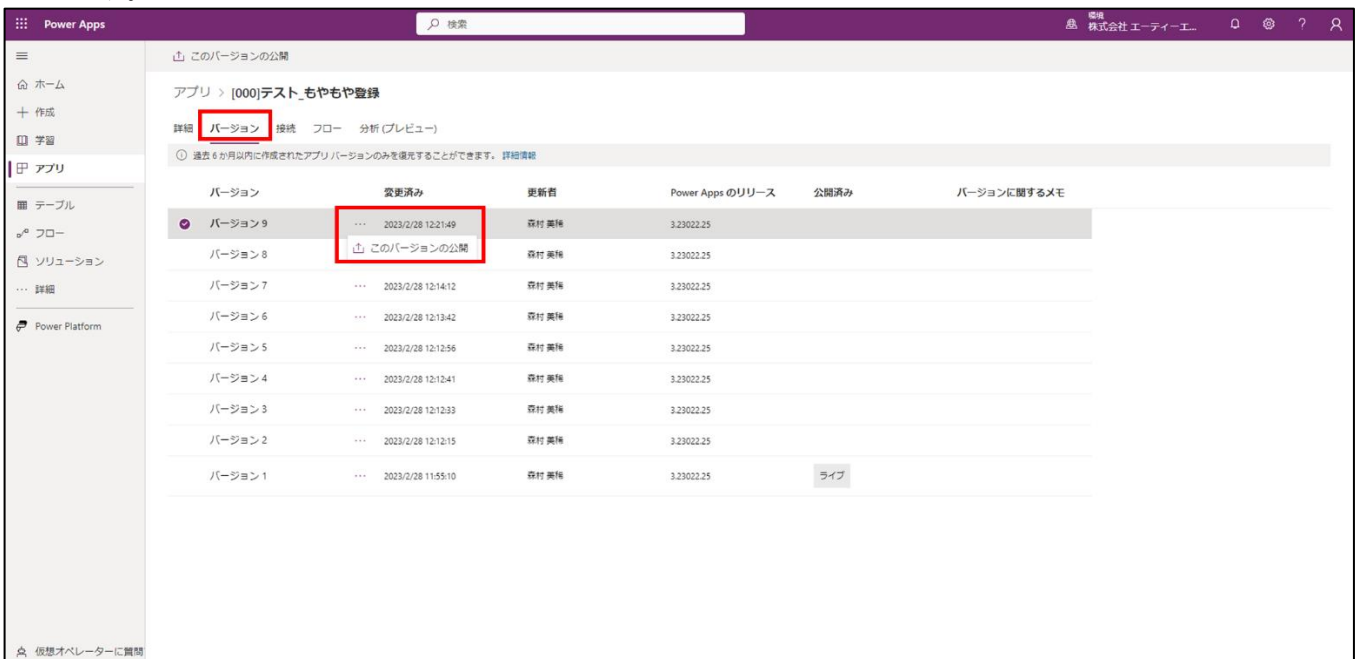 Power Apps
検索
環境
株式会社 エーティーエ...
?
このバージョンの公開
ホーム
作成
学習
アプリ
テーブル
フロー
ソリューション
詳細
Power Platform
仮想オペレーターに質問
アプリ > [000]テスト_もやもや登録
詳細 バージョン 接続 フロー 分析 (プレビュー)
過去 6 か月以内に作成されたアプリ バージョンのみを復元することができます。 詳細情報
バージョン 変更済み 更新者 Power Apps のリリース 公開済み バージョンに関するメモ
バージョン 9 ... 2023/2/28 12:21:49 森村 美 3.23022.25
このバージョンの公開
バージョン 8 森村 美 3.23022.25
バージョン 7 ... 2023/2/28 12:14:12 森村 美 3.23022.25
バージョン 6 ... 2023/2/28 12:13:42 森村 美 3.23022.25
バージョン 5 ... 2023/2/28 12:12:56 森村 美 3.23022.25
バージョン 4 ... 2023/2/28 12:12:41 森村 美 3.23022.25
バージョン 3 ... 2023/2/28 12:12:33 森村 美 3.23022.25
バージョン 2 ... 2023/2/28 12:12:15 森村 美 3.23022.25
バージョン 1 ... 2023/2/28 11:55:10 森村 美 3.23022.25 ライブ